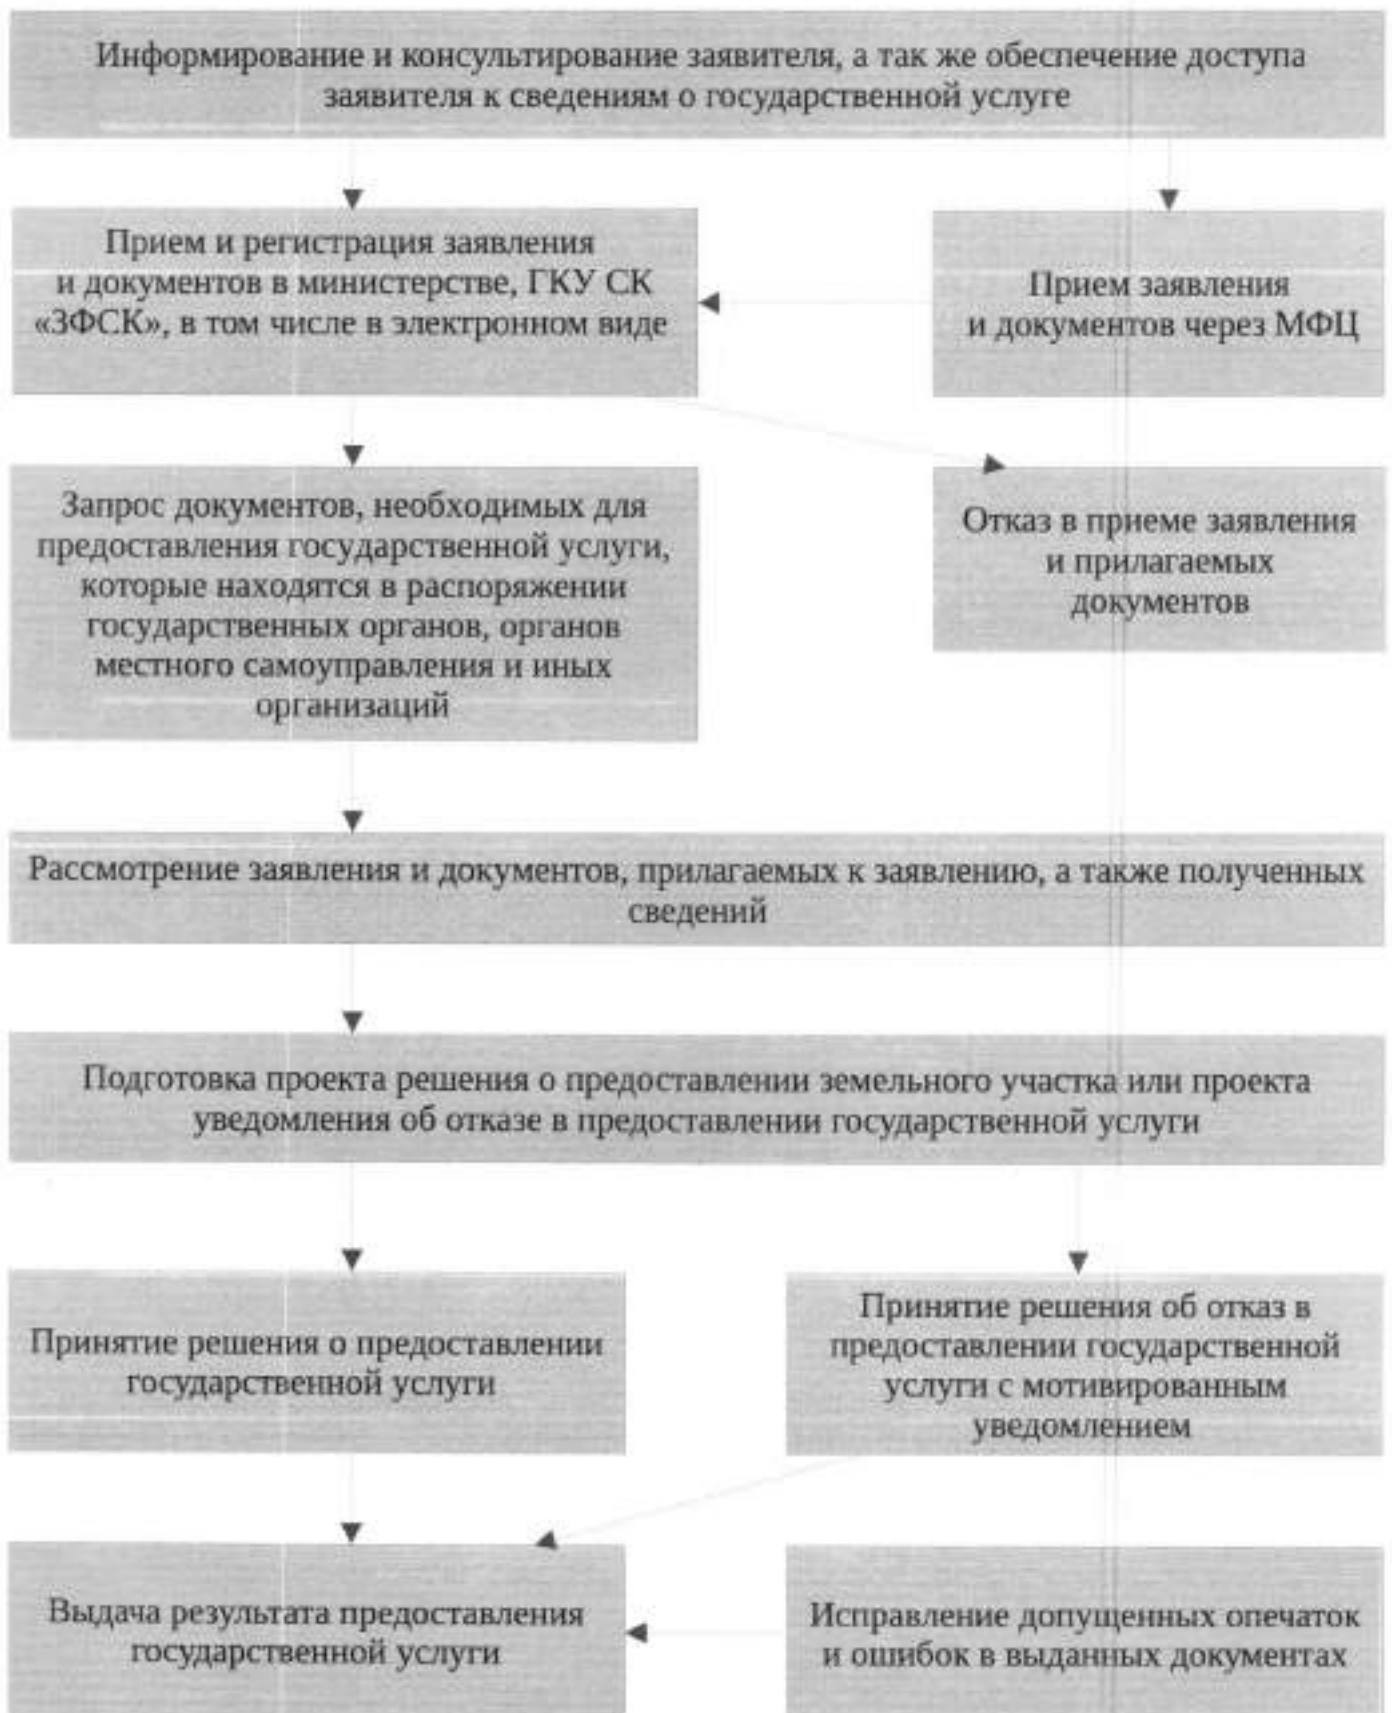 Информирование и консультирование заявителя, а так же обеспечение доступа
заявителя к сведениям о государственной услуге
Прием и регистрация заявления
и документов в министерстве, ГКУ СК
«ЗФСК», в том числе в электронном виде
Прием заявления
и документов через МФЦ
Запрос документов, необходимых для
предоставления государственной услуги,
которые находятся в распоряжении
государственных органов, органов
местного самоуправления и иных
организаций
Отказ в приеме заявления
и прилагаемых
документов
Рассмотрение заявления и документов, прилагаемых к заявлению, а также полученных
сведений
Подготовка проекта решения о предоставлении земельного участка или проекта
уведомления об отказе в предоставлении государственной услуги
Принятие решения о предоставлении
государственной услуги
Принятие решения об отказ в
предоставлении государственной
услуги с мотивированным
уведомлением
Выдача результата предоставления
государственной услуги
Исправление допущенных опечаток
и ошибок в выданных документах